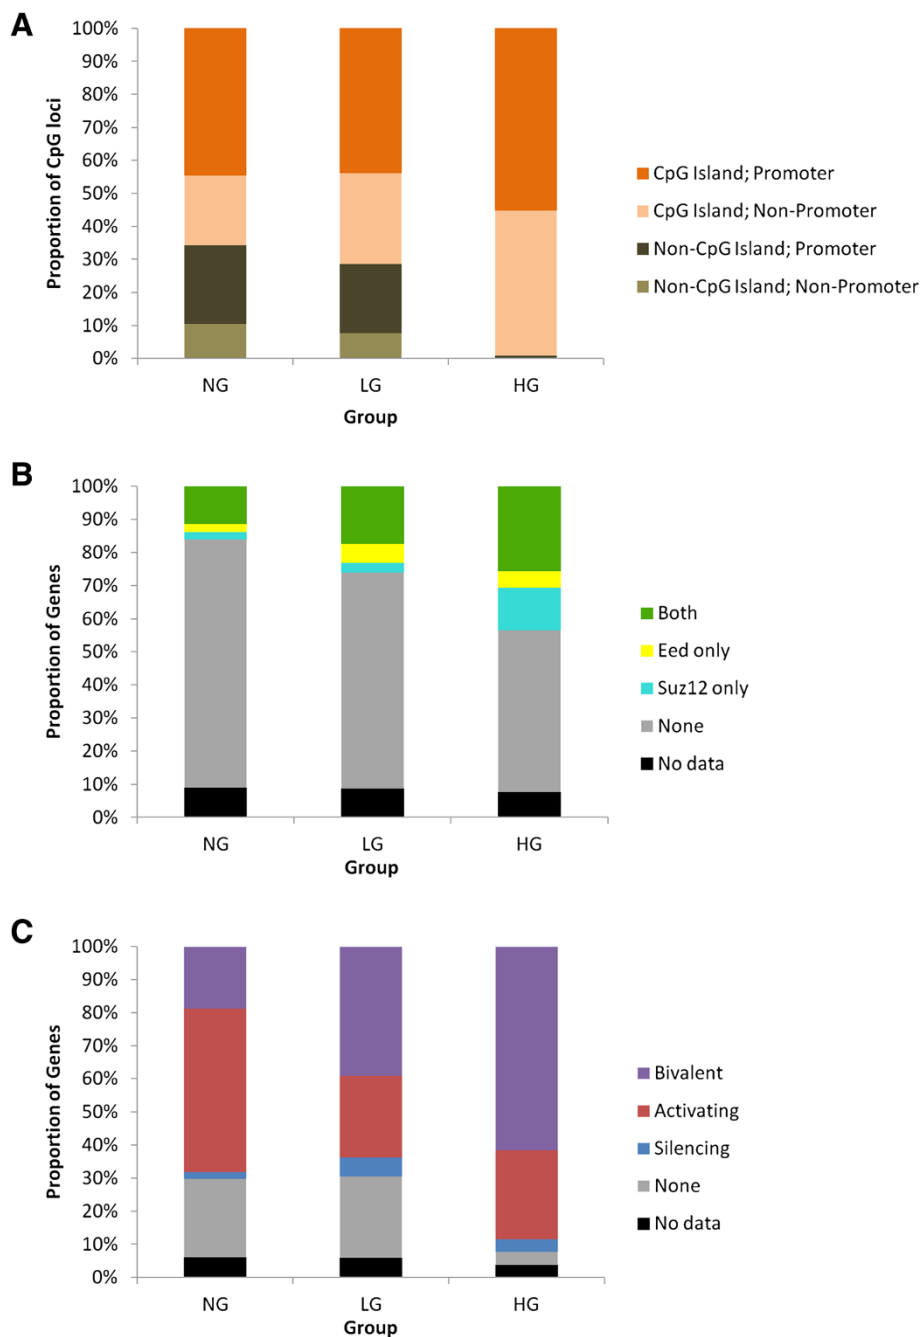 A
Proportion of CpG loci
100%
90%
80%
70%
60%
50%
40%
30%
20%
10%
0%
NG LG HG
Group
CpG Island; Promoter
CpG Island; Non-Promoter
Non-CpG Island; Promoter
Non-CpG Island; Non-Promoter
B
Proportion of Genes
100%
90%
80%
70%
60%
50%
40%
30%
20%
10%
0%
NG LG HG
Group
Both
Eed only
Suz12 only
None
No data
C
Proportion of Genes
100%
90%
80%
70%
60%
50%
40%
30%
20%
10%
0%
NG LG HG
Group
Bivalent
Activating
Silencing
None
No data